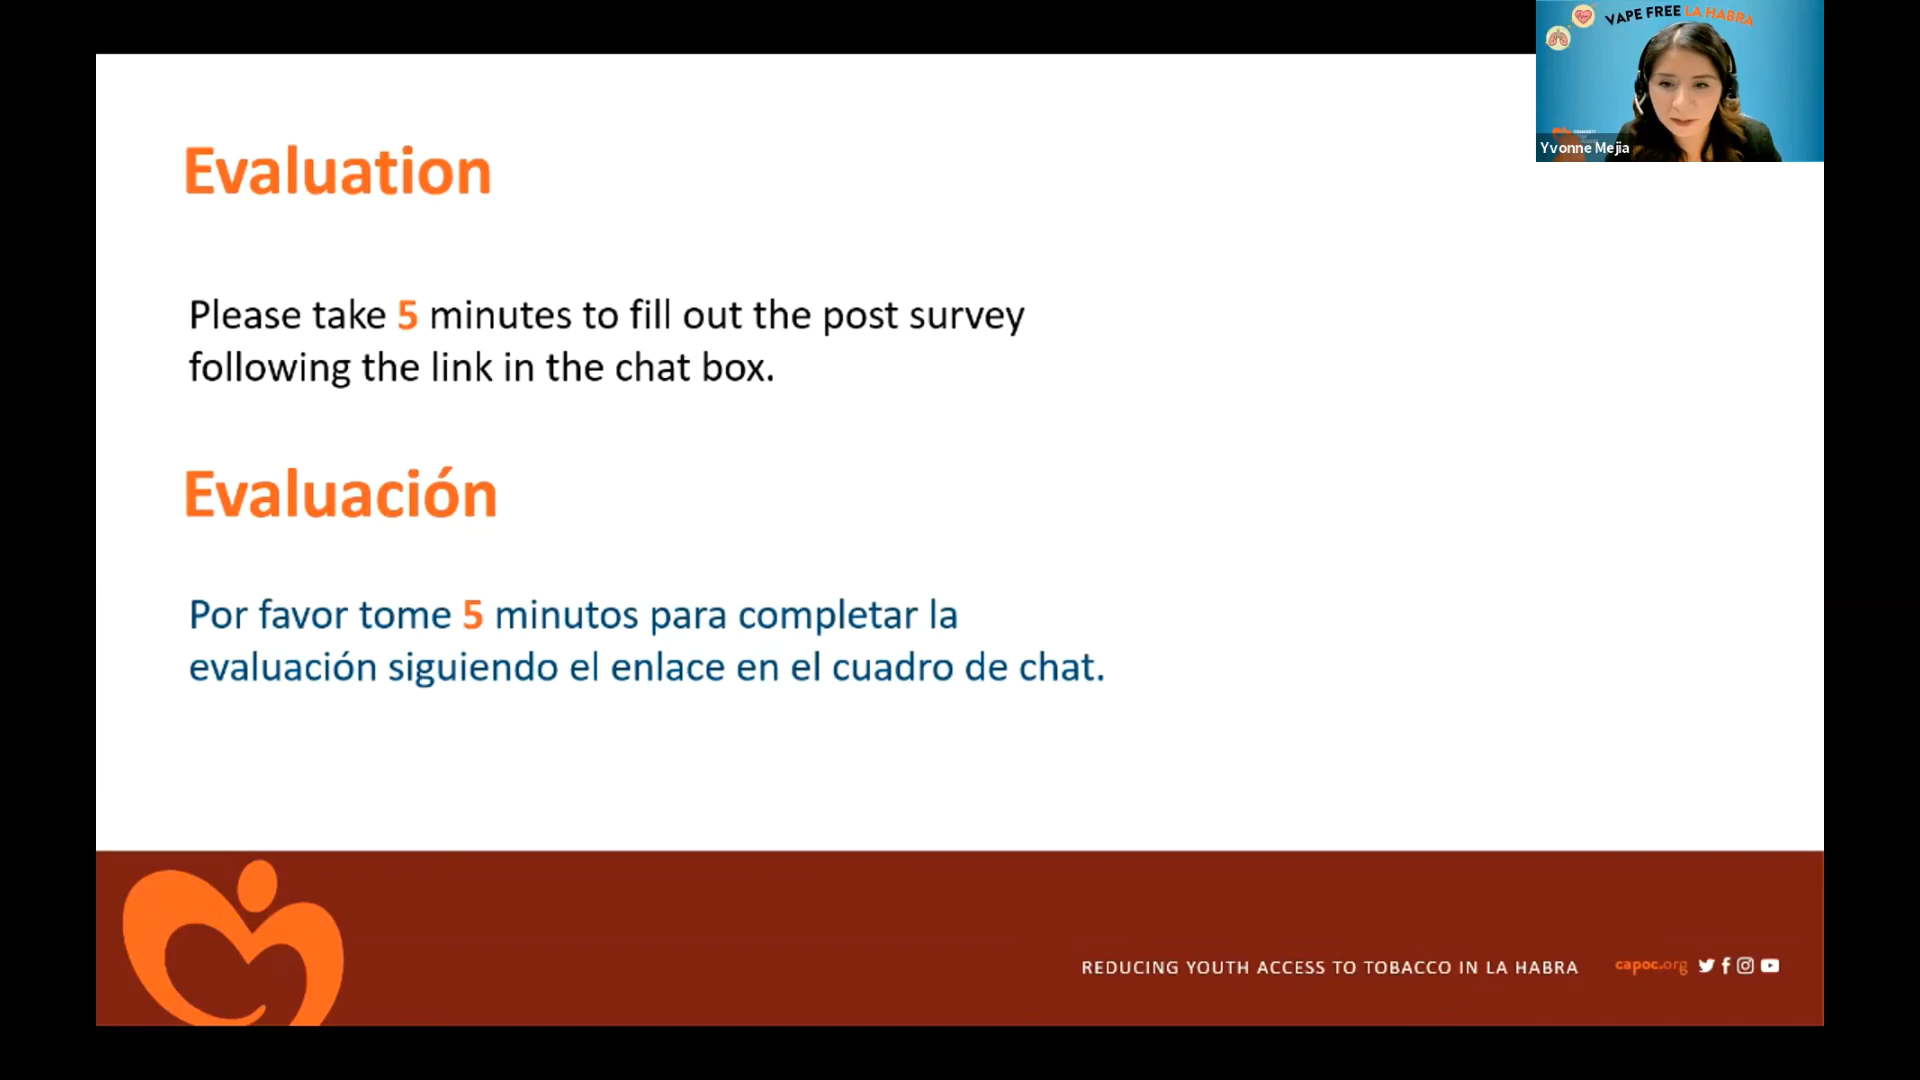 VAPE FREE LA HABRA
Yvonne Mejia
Evaluation
Please take 5 minutes to fill out the post survey
following the link in the chat box.
Evaluación
Por favor tome 5 minutos para completar la
evaluación siguiendo el enlace en el cuadro de chat.
REDUCING YOUTH ACCESS TO TOBACCO IN LA HABRA
capoc.org